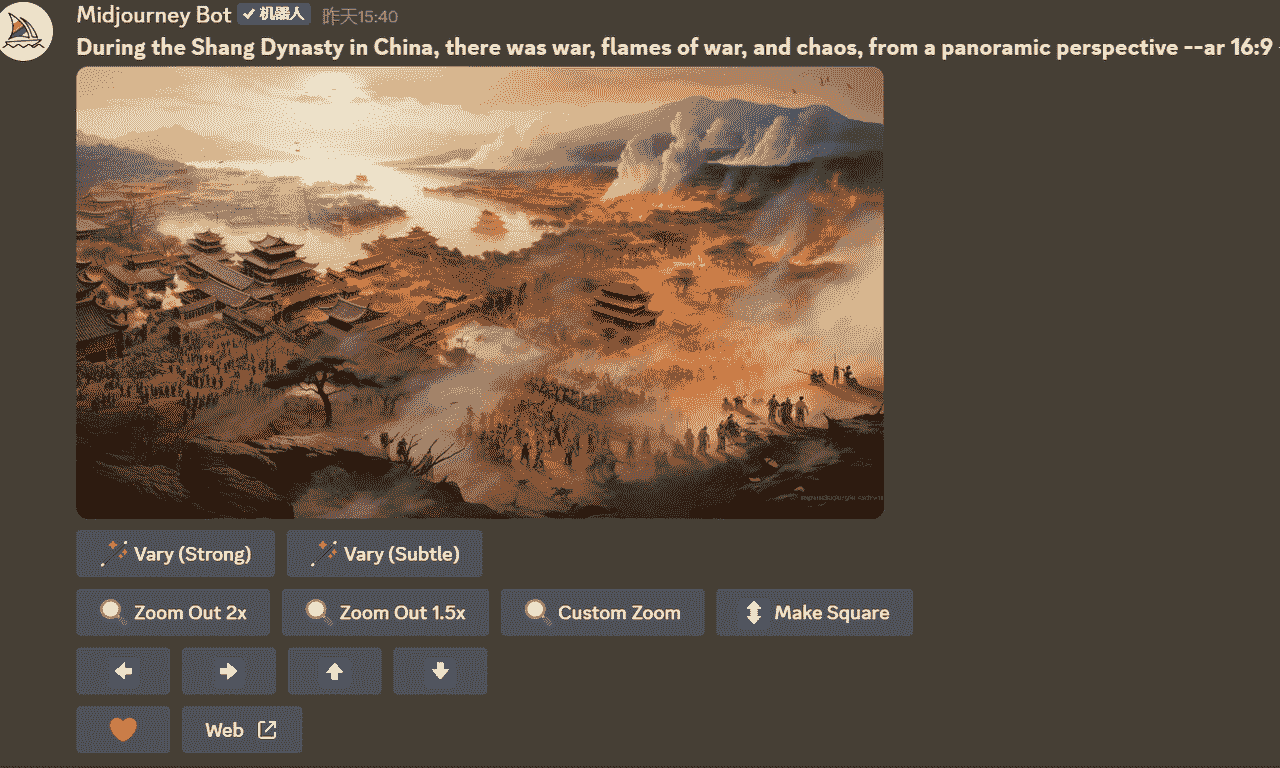 Midjourney Bot ✓ 机器人 昨天15:40
During the Shang Dynasty in China, there was war, flames of war, and chaos, from a panoramic perspective --ar 16:9
Vary (Strong) Vary (Subtle)
Zoom Out 2x Zoom Out 1.5x Custom Zoom Make Square
Web